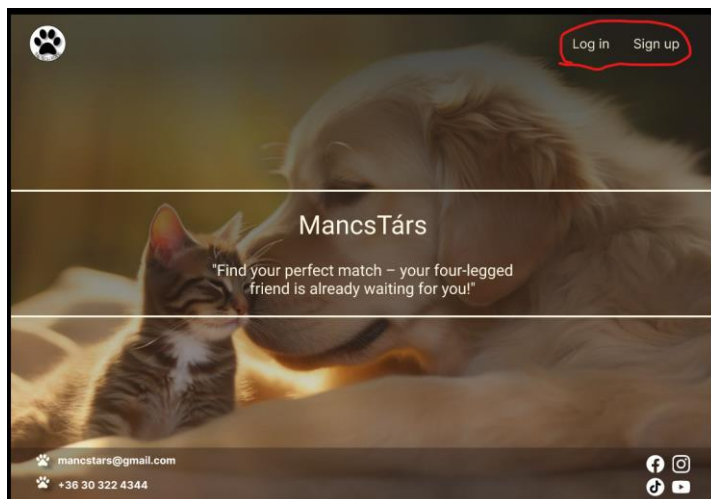 Log in
Sign up
MancsTárs
"Find your perfect match – your four-legged
friend is already waiting for you!"
mancstars@gmail.com
+36 30 322 4344